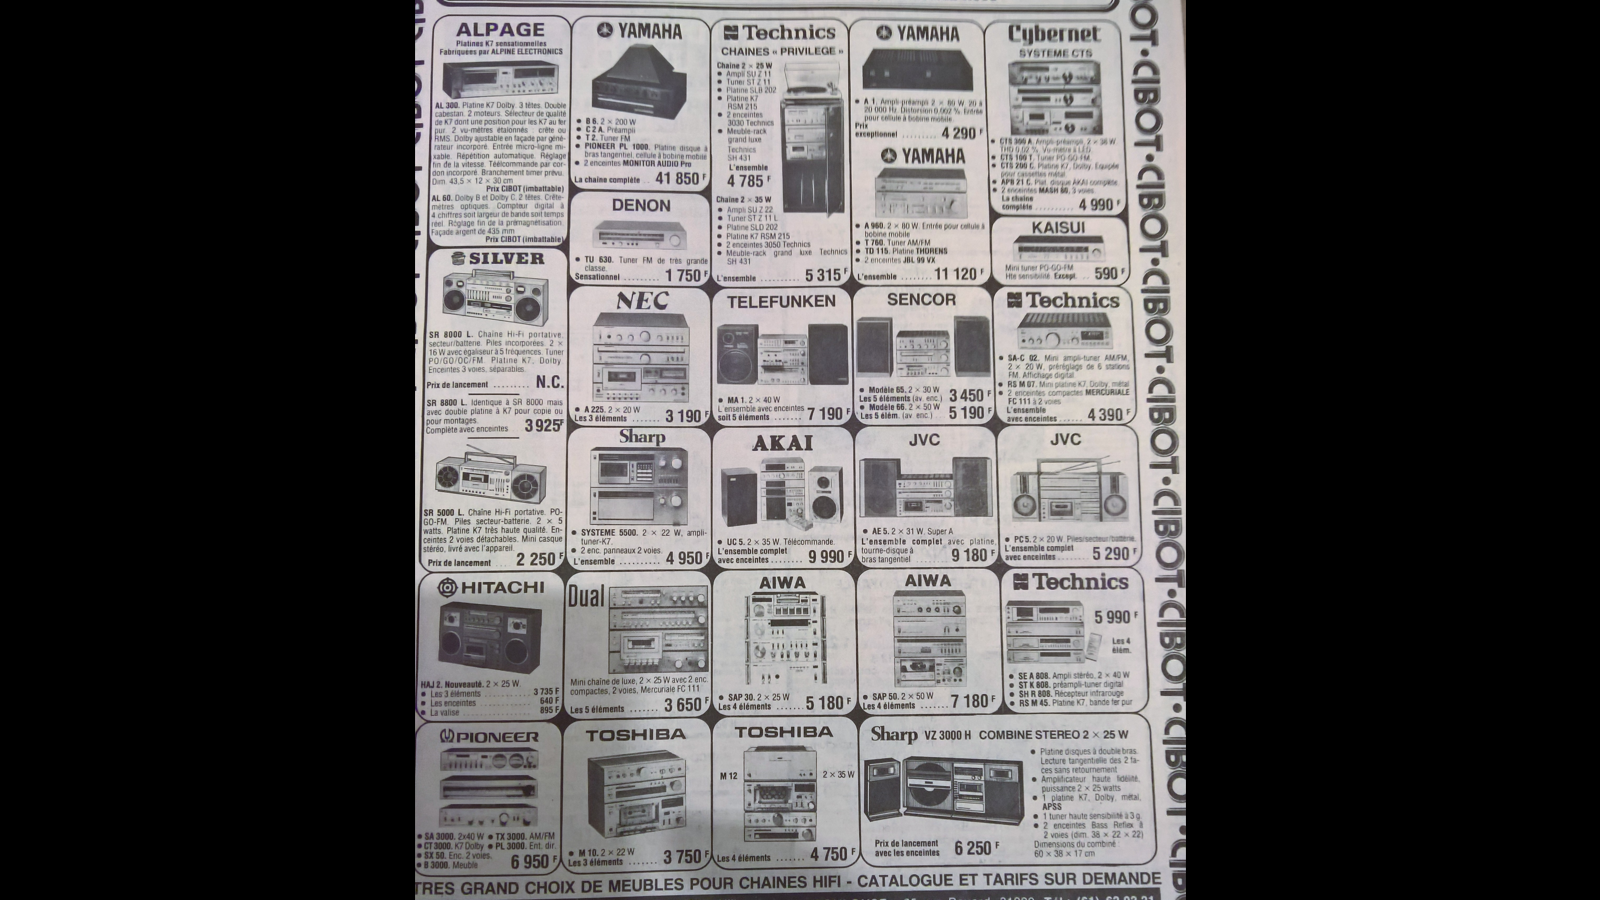 ALPAGE
Platines K7 sensationnelles
Fabriquées par ALPINE ELECTRONICS
AL 300. Platine K7 Dolby. 3 têtes. Double
cabestan. 2 moteurs. Sélecteur de qualité
de K7 dont une position pour les K7 au fer
pur. 2 vu-mètres étalonnés : crête ou
RMS. Dolby ajustable en façade par géné-
rateur incorporé. Entrée micro-ligne mi-
xable. Répétition automatique. Réglage
fin de la vitesse. Télécommande par cor-
don incorporé. Branchement timer prévu.
Dim. 43,5 × 12 × 30 cm
Prix CIBOT (imbattable)
AL 60. Dolby B et Dolby C. 2 têtes. Crête-
mètres optiques. Compteur digital à
4 chiffres
réel. Réglage fin de la prémagnétisation.
Façade argent de 435 mm
Prix CIBOT (imbattable)
YAMAHA
B 6. 2 × 200 W
C 2 A. Préampli
T 2. Tuner FM
PIONEER PL 1000. Platine disque à
bras tangentiel, cellule à bobine mobile
2 enceintes MONITOR AUDIO Pro
La chaîne complète .... 41 850 F
DENON
TU 630. Tuner FM de très grande
classe.
Sensationnel ........ 1 750 F
Technics
CHAINES « PRIVILEGE »
Chaîne 2 × 25 W
Ampli SU Z 11
Tuner ST Z 11
Platine SLB 202
Platine K7
RSM 215
2 enceintes
3030 Technics
Meuble-rack
grand luxe
Technics
SH 431
L'ensemble
4 785 F
Chaîne 2 × 35 W
Ampli SU Z 22
Tuner ST Z 11 L
Platine SLD 202
Platine K7 RSM 215
2 enceintes 3050 Technics
Meuble-rack grand luxe Technics
SH 431
L'ensemble ............ 5 315 F
YAMAHA
A 1. Ampli-préampli 2 × 60 W 20 à
20 000 Hz. Distorsion 0,002 %. Entrée
pour cellule à bobine mobile.
Prix
exceptionnel ........ 4 290 F
YAMAHA
A 960. 2 × 80 W. Entrée pour cellule à
bobine mobile
T 760. Tuner AM/FM
TD 115. Platine THORENS
2 enceintes JBL 99 VX
L'ensemble ......... 11 120 F
Cybernet
SYSTEME CTS
CTS 300 A. Ampli-préampli. 2 × 36 W.
THD 0,02 %. Vu-mètre à LED.
CTS 100 T. Tuner PO-GO-FM.
CTS 200 C. Platine K7, Dolby. Equipée
pour cassettes métal.
APB 21 C. Plat. disque AKAI complète.
2 enceintes MASH 60, 3 voies.
La chaîne
complète .......... 4 990 F
KAISUI
Mini tuner PO-GO-FM
Hte sensibilité. Except. 590 F
SILVER
SR 8000 L. Chaîne Hi-Fi portative,
secteur/batterie. Piles incorporées. 2 ×
16 W avec égaliseur à 5 fréquences. Tuner
PO/GO/OC/FM. Platine K7, Dolby.
Enceintes 3 voies, séparables.
Prix de lancement ......... N.C.
SR 8800 L. Identique à SR 8000 mais
avec double platine à K7 pour copie ou
pour montages.
Complète avec enceintes 3 925F
SR 5000 L. Chaîne Hi-Fi portative. PO-
GO-FM. Piles secteur-batterie. 2 × 5
watts. Platine K7 très haute qualité. En-
ceintes 2 voies détachables. Mini casque
stéréo, livré avec l'appareil.
Prix de lancement ...... 2 250 F
NEC
A 225. 2 × 20 W
Les 3 éléments ...... 3 190 F
TELEFUNKEN
MA 1. 2 × 40 W
L'ensemble avec enceintes
soit 5 éléments ...... 7 190 F
SENCOR
Modèle 65. 2 × 30 W
Les 5 éléments (av. enc.) 3 450 F
Modèle 66. 2 × 50 W
Les 5 élém. (av. enc.) 5 190 F
Technics
SA-C 02. Mini ampli-tuner AM/FM,
2 × 20 W, préréglage de 6 stations
FM. Affichage digital.
RS M 07. Mini platine K7, Dolby, métal
2 enceintes compactes MERCURIALE
FC 111 à 2 voies
L'ensemble
avec enceintes ....... 4 390 F
Sharp
SYSTEME 5500. 2 × 22 W, ampli-
tuner-K7.
2 enc. panneaux 2 voies.
L'ensemble .......... 4 950 F
AKAI
UC 5. 2 × 35 W. Télécommande.
L'ensemble complet
avec enceintes ....... 9 990 F
JVC
AE 5. 2 × 31 W. Super A
L'ensemble complet avec platine
tourne-disque à
bras tangentiel ...... 9 180 F
JVC
PC 5. 2 × 20 W. Piles/secteur/batterie.
L'ensemble complet
avec enceintes ...... 5 290 F
HITACHI
HAJ 2. Nouveauté. 2 × 25 W.
Les 3 éléments ........ 3 735 F
Les enceintes ........ 640 F
La valise ............ 895 F
Dual
Mini chaîne de luxe, 2 × 25 W avec 2 enc.
compactes, 2 voies, Mercuriale FC 111
Les 5 éléments ....... 3 650 F
AIWA
SAP 30. 2 × 25 W
Les 4 éléments ....... 5 180 F
AIWA
SAP 50. 2 × 50 W
Les 4 éléments ....... 7 180 F
Technics
5 990 F
Les 4
élém.
SE A 808. Ampli stéréo, 2 × 40 W
ST K 808. préampli-tuner digital
SH R 808. Récepteur infrarouge
RS M 45. Platine K7, bande fer pur
PIONEER
SA 3000. 2x40 W • TX 3000. AM/FM
CT 3000. K7 Dolby • PL 3000. Ent. dir.
SX 50. Enc. 2 voies.
B 3000. Meuble 6 950 F
TOSHIBA
M 10. 2 × 22 W
Les 3 éléments ...... 3 750 F
TOSHIBA
M 12 2 × 35 W
Les 4 éléments ........ 4 750 F
Sharp VZ 3000 H COMBINE STEREO 2 × 25 W
Platine disques à double bras.
Lecture tangentielle des 2 fa-
ces sans retournement
Amplificateur haute fidélité,
puissance 2 × 25 watts
1 platine K7, Dolby, métal,
APSS
1 tuner haute sensibilité à 3 g.
2 enceintes Bass Reflex à
2 voies (dim. 38 × 22 × 22)
Dimensions du combiné
60 × 38 × 17 cm
Prix de lancement
avec les enceintes ..... 6 250 F
CIBOT•CIBOT•CIBOT•CIBOT•CIBOT•CIBOT•CIBOT
TRES GRAND CHOIX DE MEUBLES POUR CHAINES HIFI - CATALOGUE ET TARIFS SUR DEMANDE